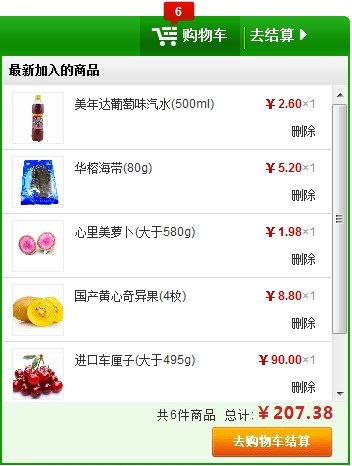 6
购物车 去结算
最新加入的商品
美年达葡萄味汽水(500ml) ¥2.60×1
删除
华榕海带(80g) ¥5.20×1
删除
心里美萝卜(大于580g) ¥1.98×1
删除
国产黄心奇异果(4枚) ¥8.80×1
删除
进口车厘子(大于495g) ¥90.00×1
删除
共6件商品 总计:¥207.38
去购物车结算